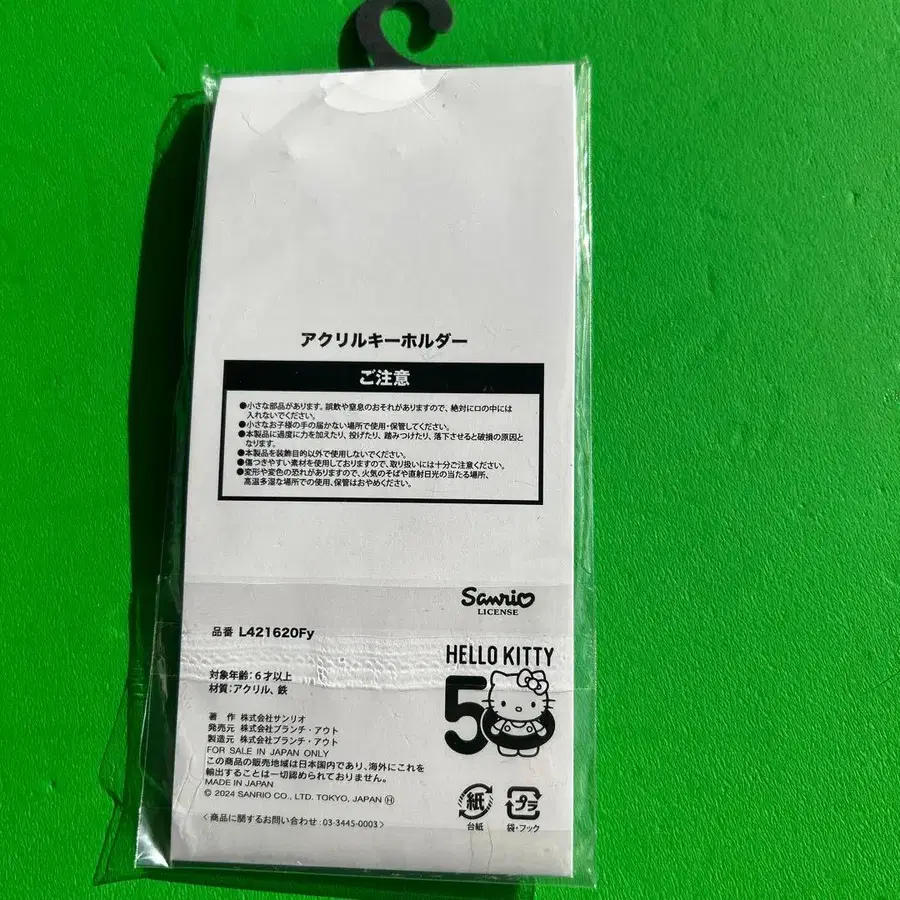 アクリルキーホルダー
ご注意
●小さな部品があります。誤飲や窒息のおそれがありますので、絶対に口の中には
入れないでください。
●小さなお子様の手の届かない場所で使用・保管してください。
●本製品に過度に力を加えたり、投げたり、踏みつけたり、落下させると破損の原因と
なります。
●本製品を装飾目的以外で使用しないでください。
●傷つきやすい素材を使用しておりますので、取り扱いには十分ご注意ください。
●変形や変色の恐れがありますので、火気のそばや直射日光の当たる場所、
高温多湿な場所での使用、保管はおやめください。
Sanrio
LICENSE
品番 L421620Fy
HELLO KITTY
50
対象年齢:6才以上
材質:アクリル、鉄
著 作 株式会社サンリオ
発売元 株式会社ブランチ・アウト
製造元 株式会社ブランチ・アウト
FOR SALE IN JAPAN ONLY
この商品の販売地域は日本国内であり、海外にこれを
輸出することは一切認められておりません。
MADE IN JAPAN
© 2024 SANRIO CO., LTD. TOKYO, JAPAN Ⓗ
〈商品に関するお問い合わせ:03-3445-0003〉
紙
台紙
プラ
袋・フック